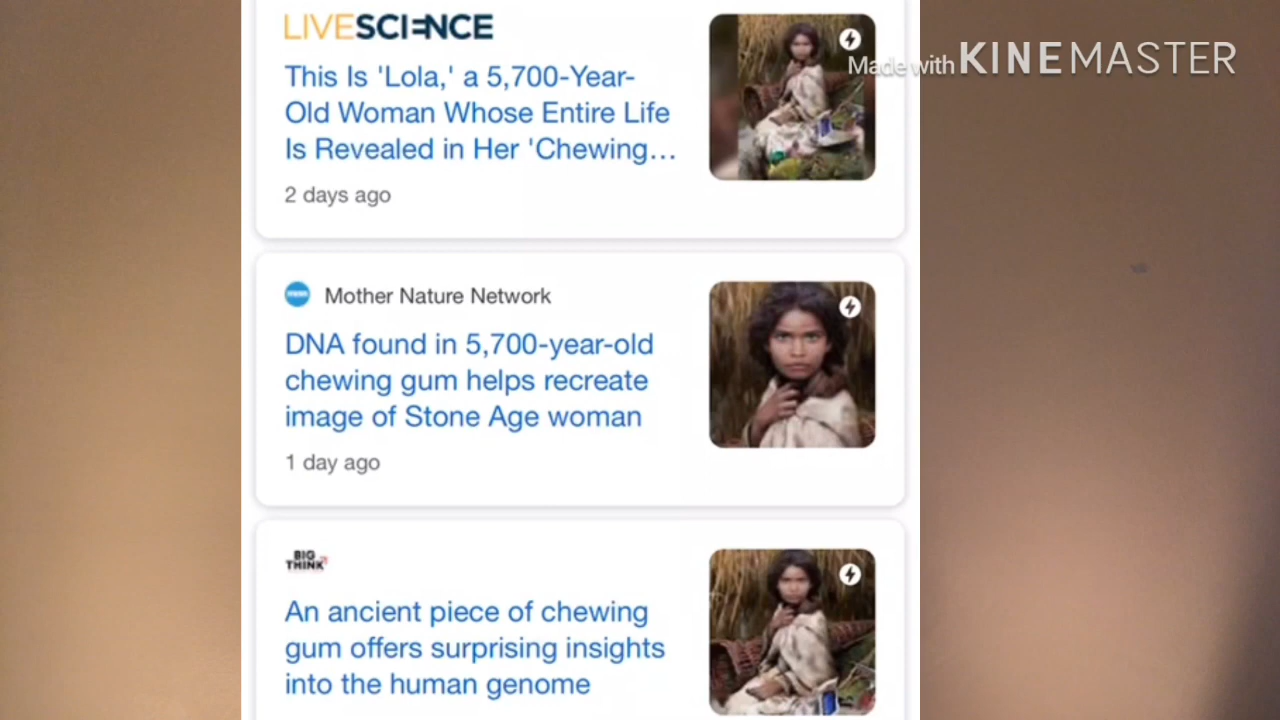 LIVESCIENCE
Made with KINEMASTER
This Is 'Lola,' a 5,700-Year-
Old Woman Whose Entire Life
Is Revealed in Her 'Chewing…
2 days ago
Mother Nature Network
DNA found in 5,700-year-old
chewing gum helps recreate
image of Stone Age woman
1 day ago
BIG
THINK
An ancient piece of chewing
gum offers surprising insights
into the human genome